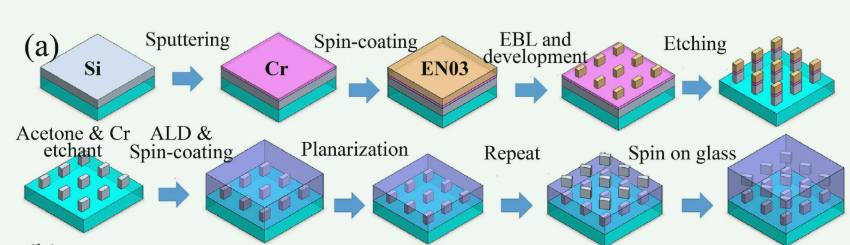 (a)
Sputtering
Spin-coating
EBL and
development
Etching
Si
Cr
EN03
Acetone & Cr
etchant
ALD &
Spin-coating
Planarization
Repeat
Spin on glass